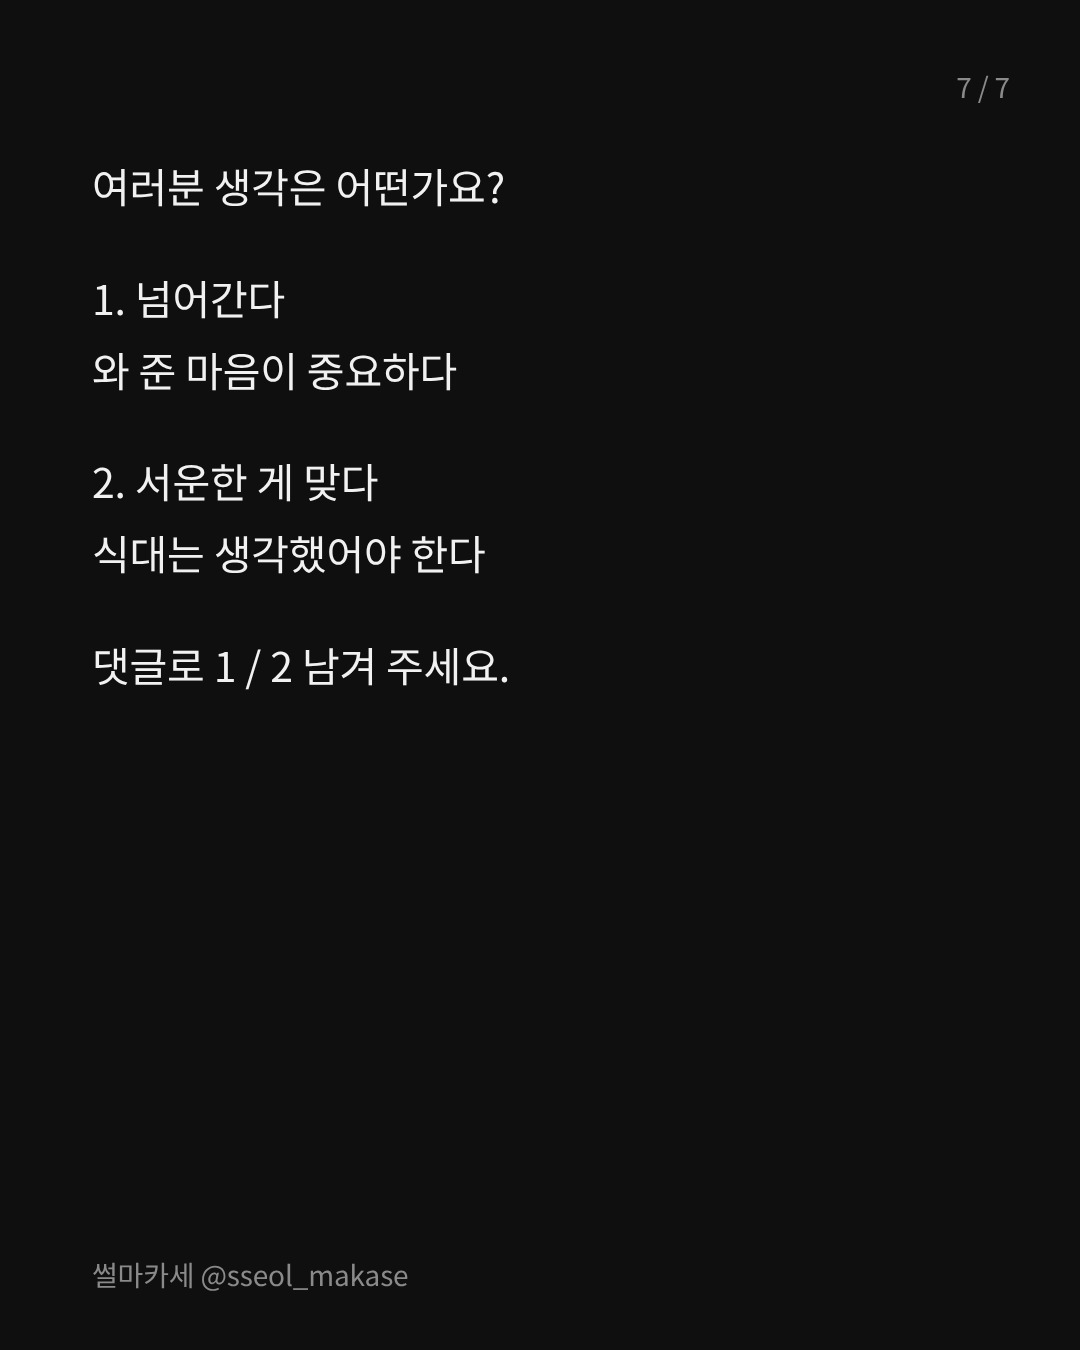 7 / 7
여러분 생각은 어떤가요?
1. 넘어간다
와 준 마음이 중요하다
2. 서운한 게 맞다
식대는 생각했어야 한다
댓글로 1 / 2 남겨 주세요.
썰마카세 @sseol_makase